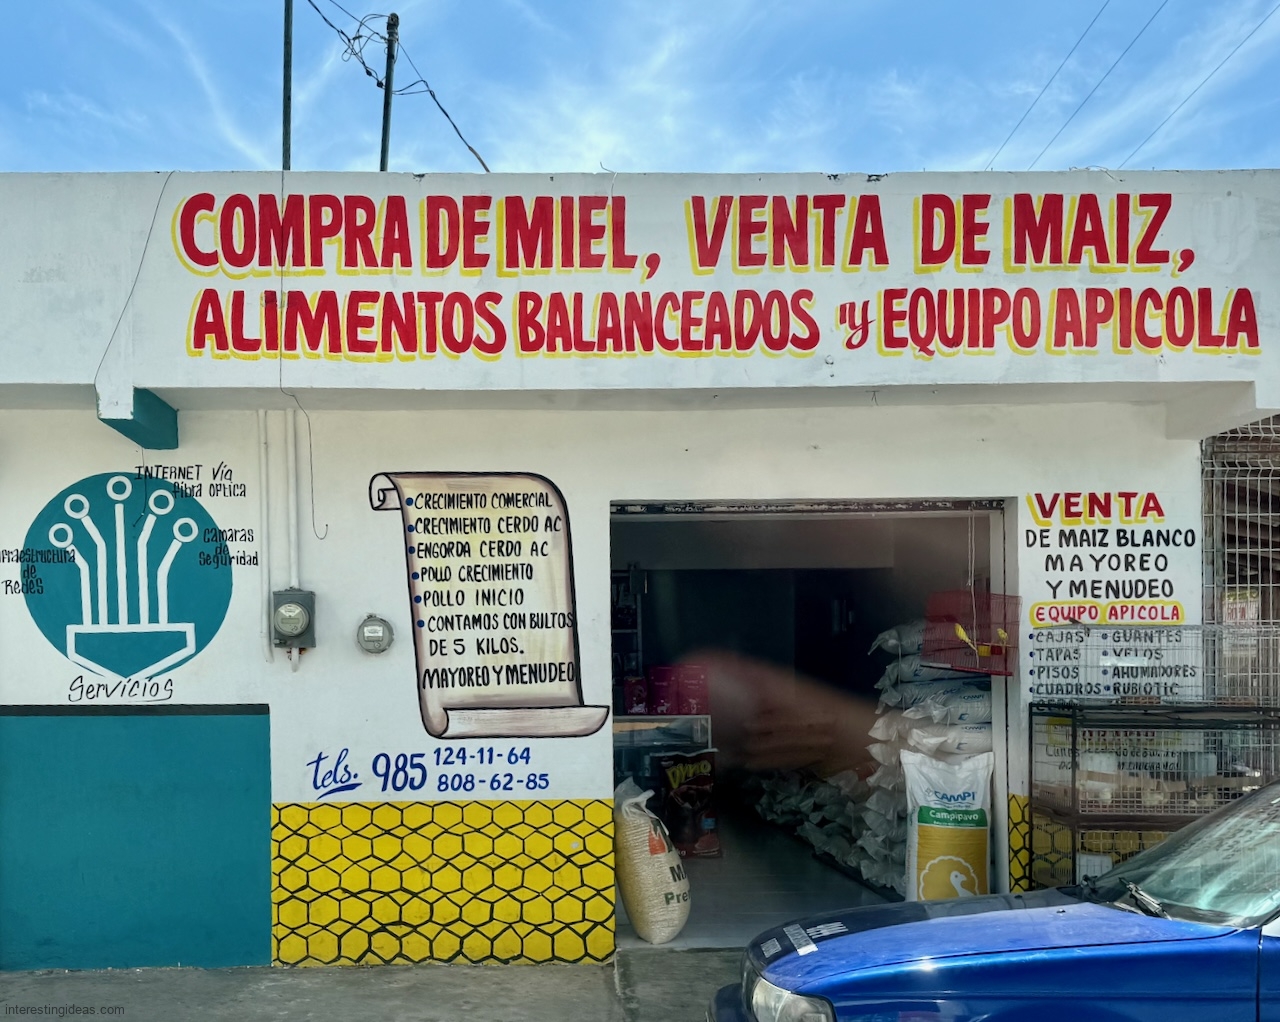 COMPRA DE MIEL, VENTA DE MAIZ,
ALIMENTOS BALANCEADOS y EQUIPO APICOLA
INTERNET Vía
fibra optica
Camaras
de
Seguridad
de
Redes
Servicios
CRECIMIENTO COMERCIAL
CRECIMIENTO CERDO AC
ENGORDA CERDO AC
POLLO CRECIMIENTO
POLLO INICIO
CONTAMOS CON BULTOS
DE 5 KILOS.
MAYOREO Y MENUDEO
tels. 985 124-11-64
808-62-85
VENTA
DE MAIZ BLANCO
MAYOREO
Y MENUDEO
EQUIPO APICOLA
CAJAS GUANTES
TAPAS VELOS
PISOS AHUMADORES
CUADROS RUBIOTIC
CAMPI
Campipavo
interestingideas.com